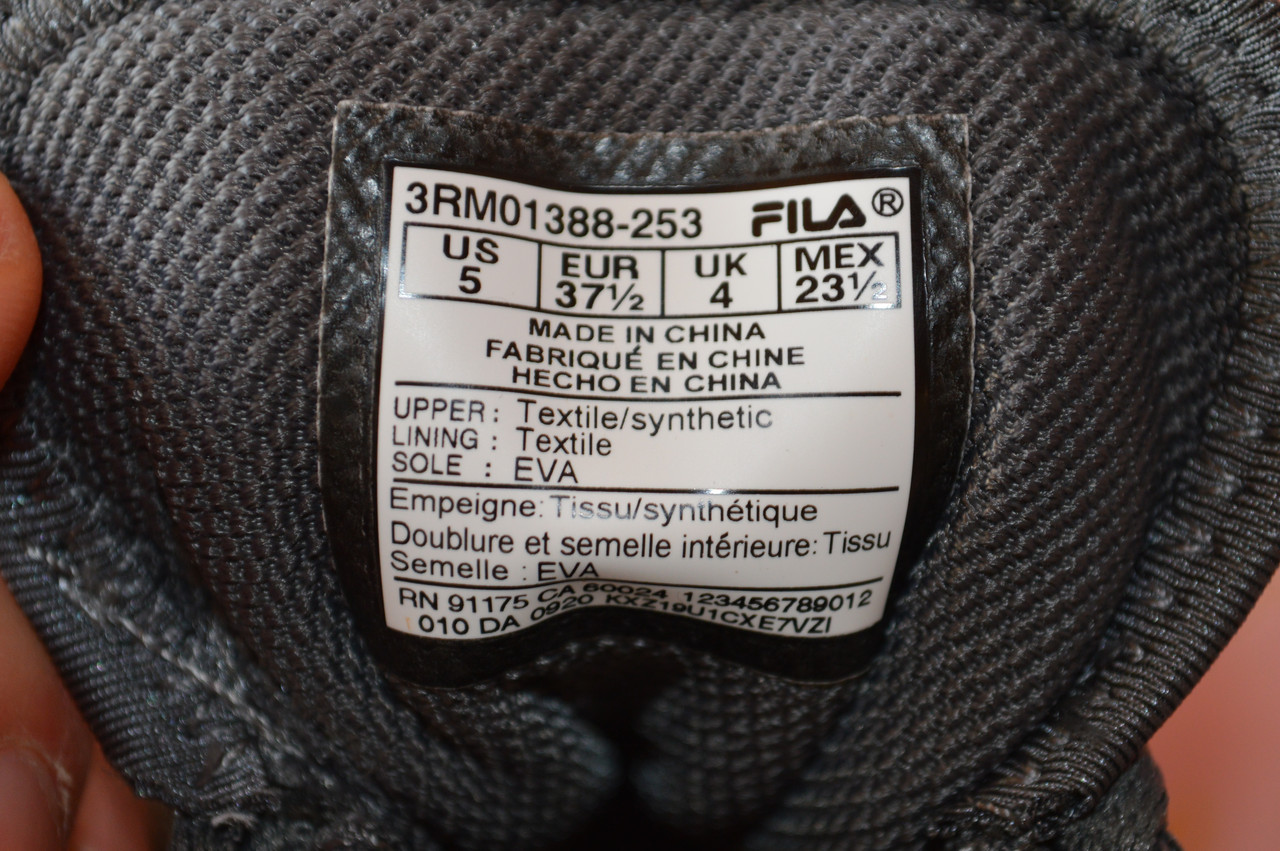 3RM01388-253 FILA®
US EUR UK MEX
5 37½ 4 23½
MADE IN CHINA
FABRIQUÉ EN CHINE
HECHO EN CHINA
UPPER: Textile/synthetic
LINING: Textile
SOLE : EVA
Empeigne: Tissu/synthétique
Doublure et semelle intérieure: Tissu
Semelle : EVA
RN 91175 CA 60024 123456789012
010 DA 0920 KXZ19U1CXE7VZI